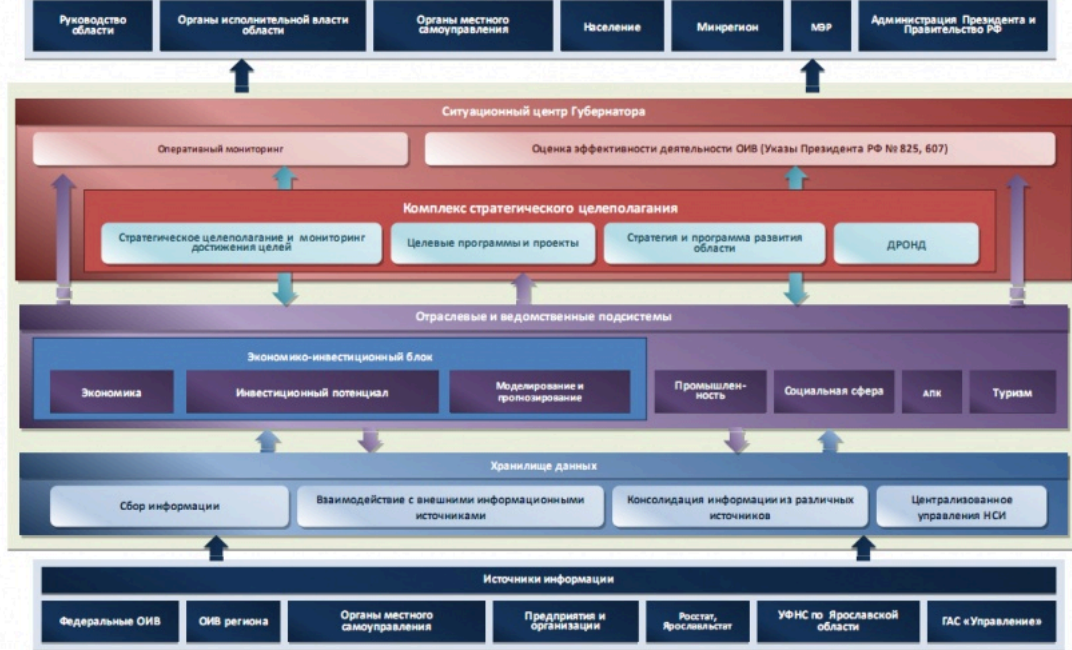 Руководство
области
Органы исполнительной власти
области
Органы местного
самоуправления
Население
Минрегион
МЭР
Администрация Президента и
Правительство РФ
Ситуационный центр Губернатора
Оперативный мониторинг
Оценка эффективности деятельности ОИВ (Указы Президента РФ № 825, 607)
Комплекс стратегического целеполагания
Стратегическое целеполагание и мониторинг
достижения целей
Целевые программы и проекты
Стратегия и программа развития
области
ДРОНД
Отраслевые и ведомственные подсистемы
Экономико-инвестиционный блок
Экономика
Инвестиционный потенциал
Моделирование и
прогнозирование
Промышлен-
ность
Социальная сфера
АПК
Туризм
Хранилище данных
Сбор информации
Взаимодействие с внешними информационными
источниками
Консолидация информации из различных
источников
Централизованное
управления НСИ
Источники информации
Федеральные ОИВ
ОИВ региона
Органы местного
самоуправления
Предприятия и
организации
Росстат,
Ярославльстат
УФНС по Ярославской
области
ГАС «Управление»